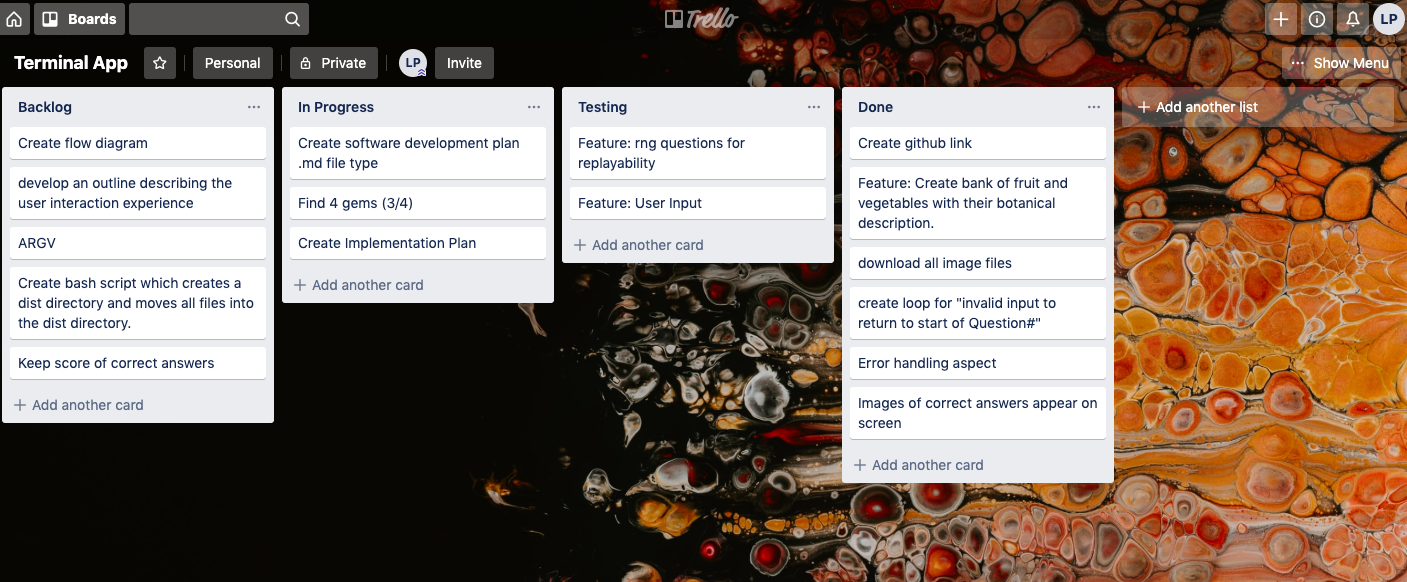 Boards
Trello
LP
Terminal App
Personal
Private
LP
Invite
... Show Menu
Backlog
Create flow diagram
develop an outline describing the
user interaction experience
ARGV
Create bash script which creates a
dist directory and moves all files into
the dist directory.
Keep score of correct answers
+ Add another card
In Progress
Create software development plan
.md file type
Find 4 gems (3/4)
Create Implementation Plan
+ Add another card
Testing
Feature: rng questions for
replayability
Feature: User Input
+ Add another card
Done
Create github link
Feature: Create bank of fruit and
vegetables with their botanical
description.
download all image files
create loop for "invalid input to
return to start of Question#"
Error handling aspect
Images of correct answers appear on
screen
+ Add another card
+ Add another list